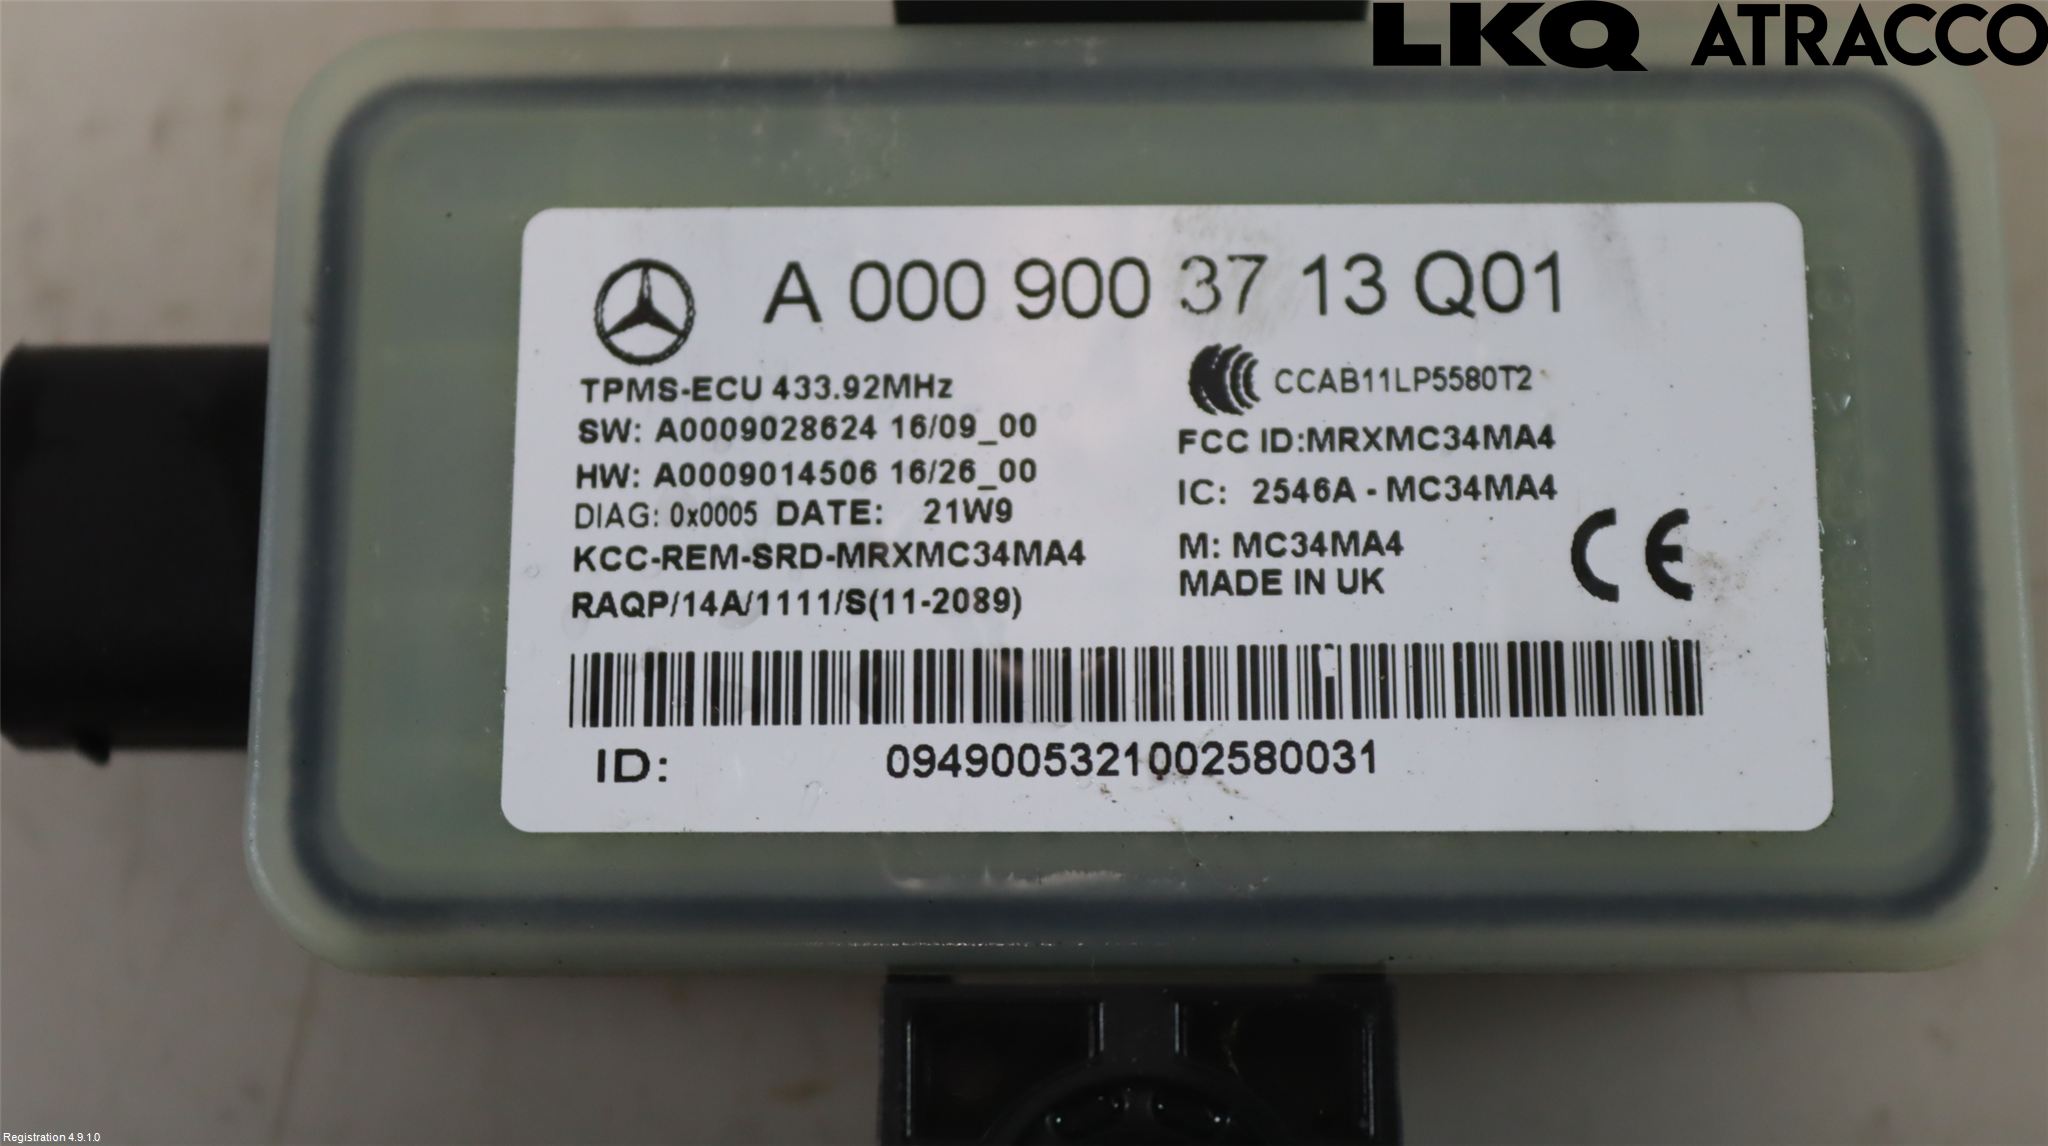 LKQ ATRACCO
A 000 900 37 13 Q01
TPMS-ECU 433.92MHz
SW: A0009028624 16/09_00
HW: A0009014506 16/26_00
DIAG: 0x0005 DATE: 21W9
KCC-REM-SRD-MRXMC34MA4
RAQP/14A/1111/S(11-2089)
CCAB11LP5580T2
FCC ID:MRXMC34MA4
IC: 2546A - MC34MA4
M: MC34MA4
MADE IN UK
CE
ID: 0949005321002580031
Registration 4.9.1.0